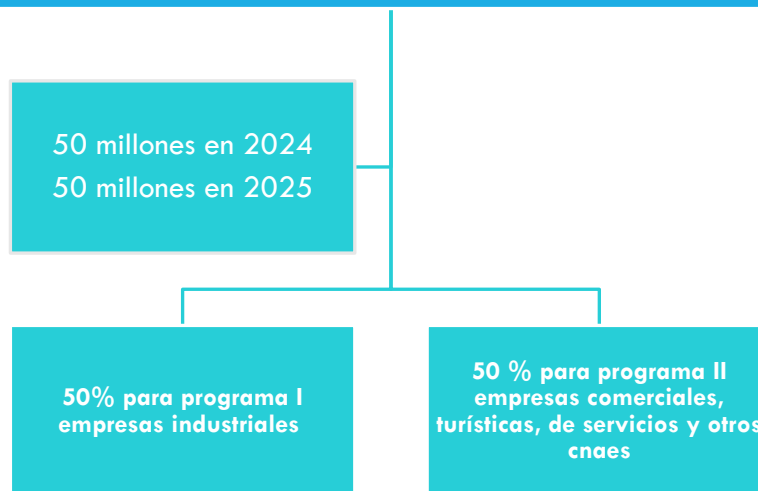 50 millones en 2024
50 millones en 2025
50% para programa I
empresas industriales
50 % para programa II
empresas comerciales,
turísticas, de servicios y otros
cnaes